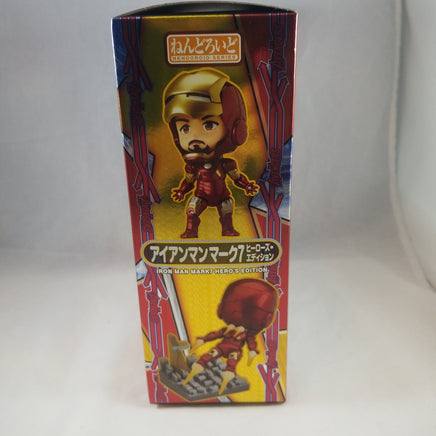 ねんどろいど
NENDOROID SERIES
アイアンマン マーク7 ヒーローズ・
エディション
IRON MAN MARK7 HERO'S EDITION